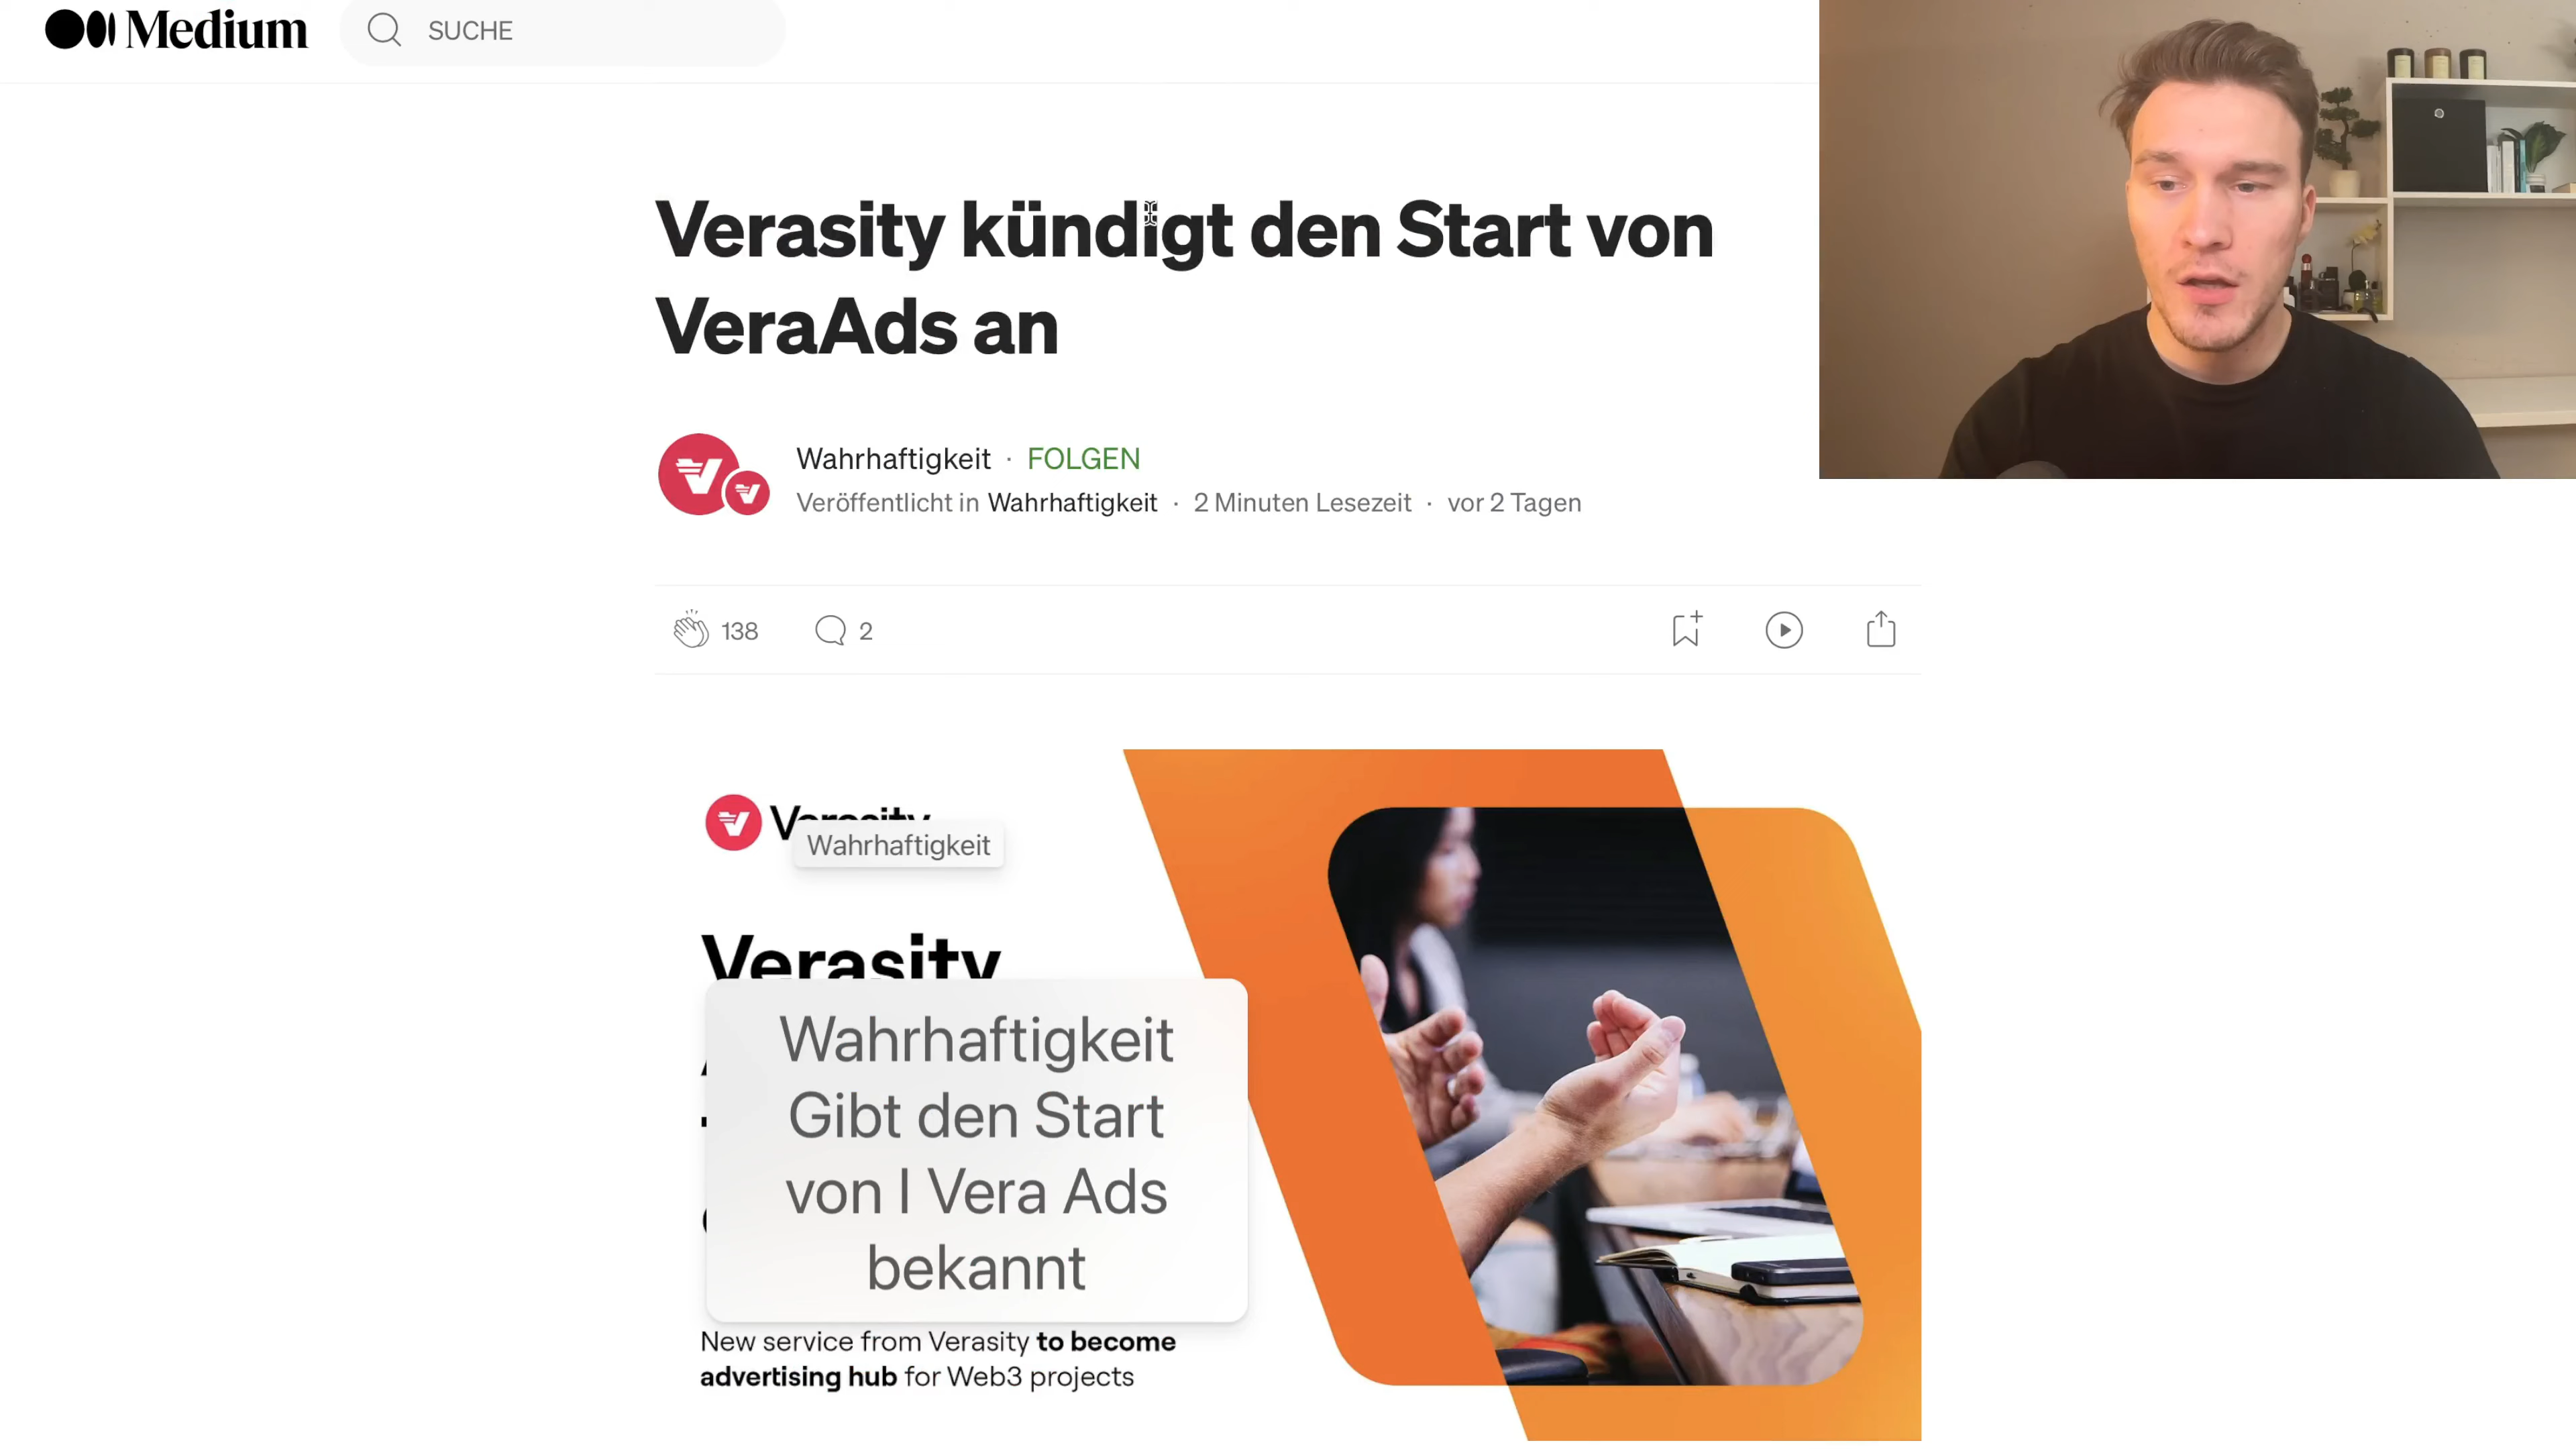 Medium
SUCHE
Verasity kündigt den Start von
VeraAds an
Wahrhaftigkeit · FOLGEN
Veröffentlicht in Wahrhaftigkeit · 2 Minuten Lesezeit · vor 2 Tagen
138
2
Verasity
Wahrhaftigkeit
Verasity
Wahrhaftigkeit
Gibt den Start
von I Vera Ads
bekannt
New service from Verasity to become
advertising hub for Web3 projects